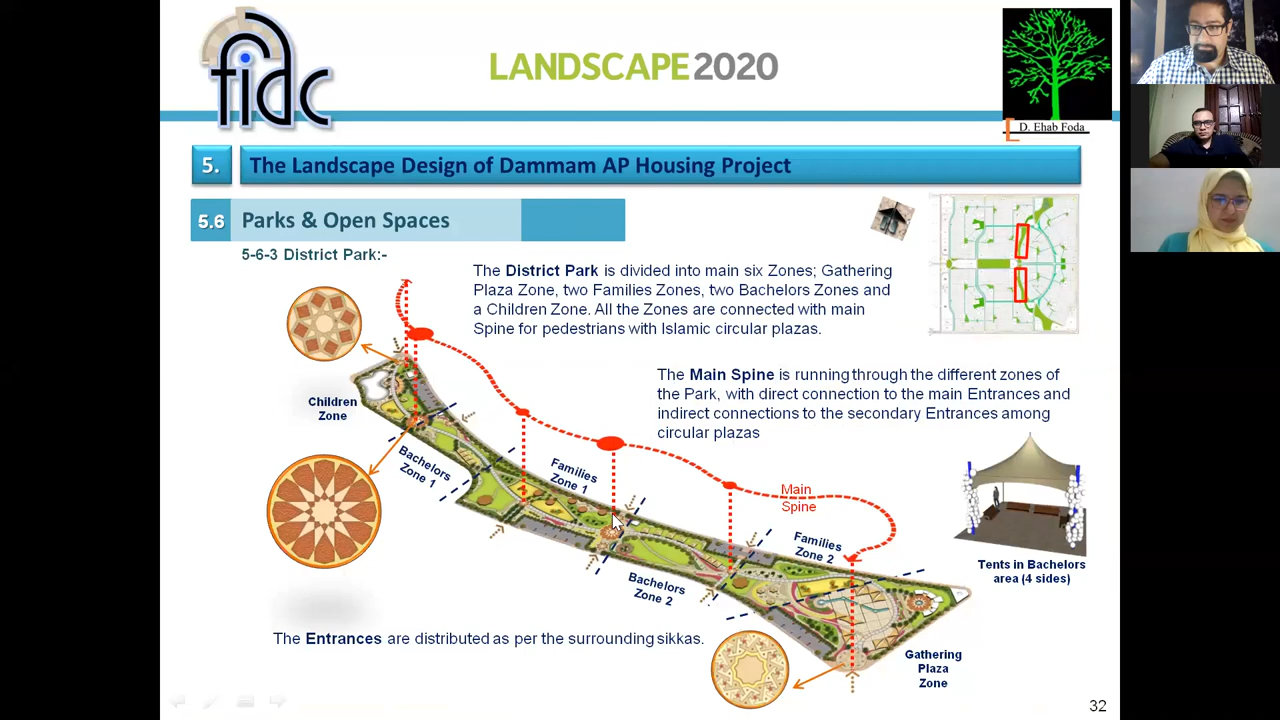 fidc
LANDSCAPE2020
D. Ehab Foda
5.
The Landscape Design of Dammam AP Housing Project
5.6
Parks & Open Spaces
5-6-3 District Park:-
The District Park is divided into main six Zones; Gathering
Plaza Zone, two Families Zones, two Bachelors Zones and
a Children Zone. All the Zones are connected with main
Spine for pedestrians with Islamic circular plazas.
The Main Spine is running through the different zones of
the Park, with direct connection to the main Entrances and
indirect connections to the secondary Entrances among
circular plazas
Children
Zone
Bachelors
Zone 1
Families
Zone 1
Main
Spine
Families
Zone 2
Bachelors
Zone 2
Tents in Bachelors
area (4 sides)
The Entrances are distributed as per the surrounding sikkas.
Gathering
Plaza
Zone
32